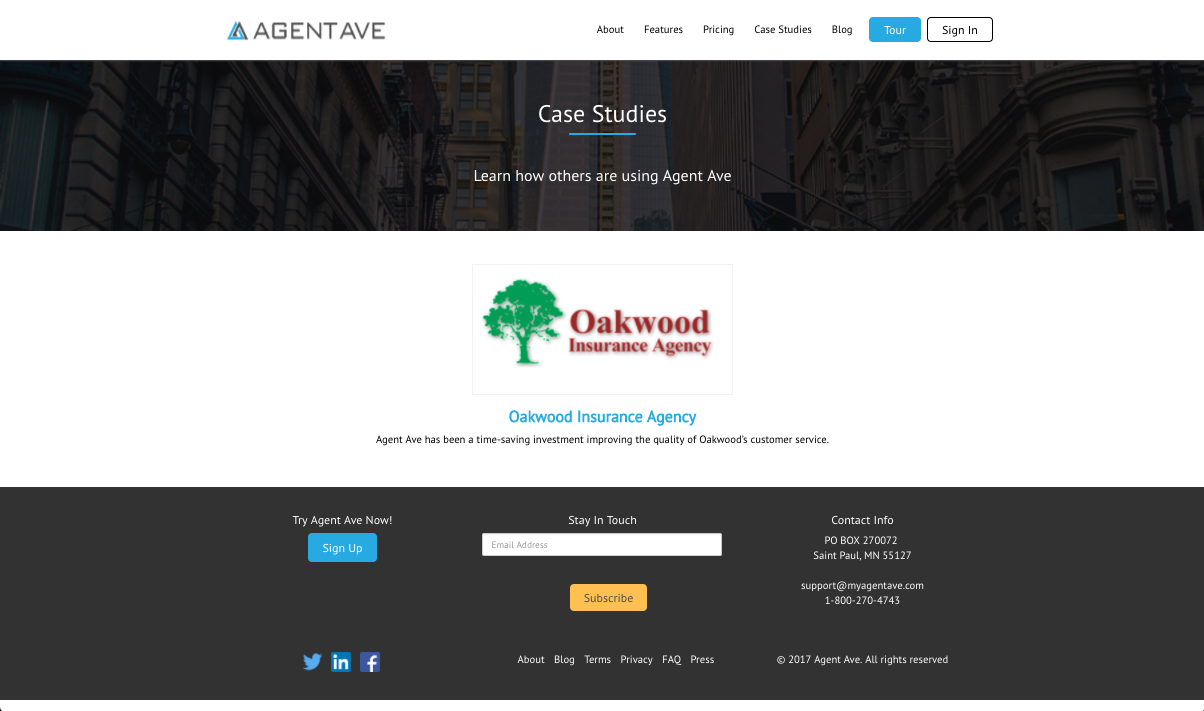 AGENT AVE
About Features Pricing Case Studies Blog Tour Sign In
Case Studies
Learn how others are using Agent Ave
Oakwood
Insurance Agency
Oakwood Insurance Agency
Agent Ave has been a time-saving investment improving the quality of Oakwood's customer service.
Try Agent Ave Now!
Sign Up
Stay In Touch
Email Address
Subscribe
Contact Info
PO BOX 270072
Saint Paul, MN 55127
support@myagentave.com
1-800-270-4743
About Blog Terms Privacy FAQ Press
© 2017 Agent Ave. All rights reserved